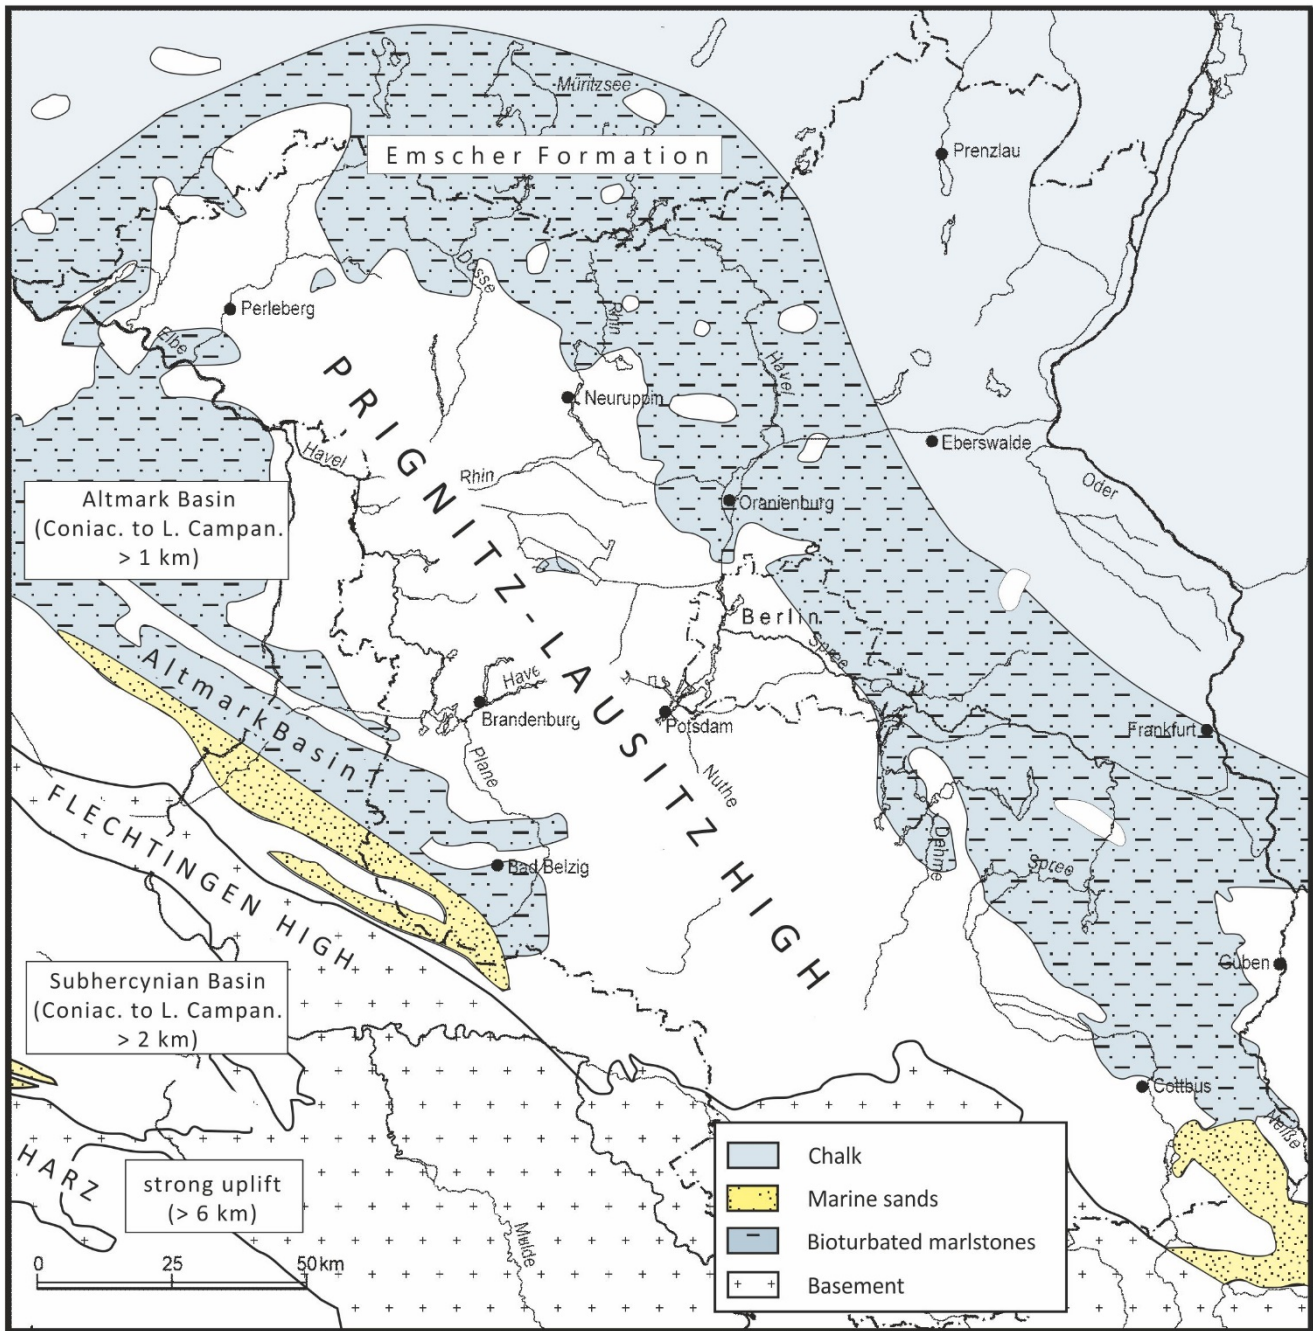 Müritzsee
Prenzlau
Emscher Formation
Dosse
Perleberg
Elbe
Rhin
Havel
Neuruppin
Eberswalde
Havel
Rhin
Oder
Oranienburg
Altmark Basin
(Coniac. to L. Campan.
> 1 km)
PRIGNITZ-LAUSITZ HIGH
Berlin
Spree
Altmark Basin
Have
Brandenburg
Potsdam
Frankfurt
Plane
Nuthe
FLECHTINGEN HIGH
Bad Belzig
Dehme
Spree
Guben
Subhercynian Basin
(Coniac. to L. Campan.
> 2 km)
Cottbus
Neiße
HARZ
strong uplift
(> 6 km)
Mulde
0 25 50 km
Chalk
Marine sands
Bioturbated marlstones
Basement